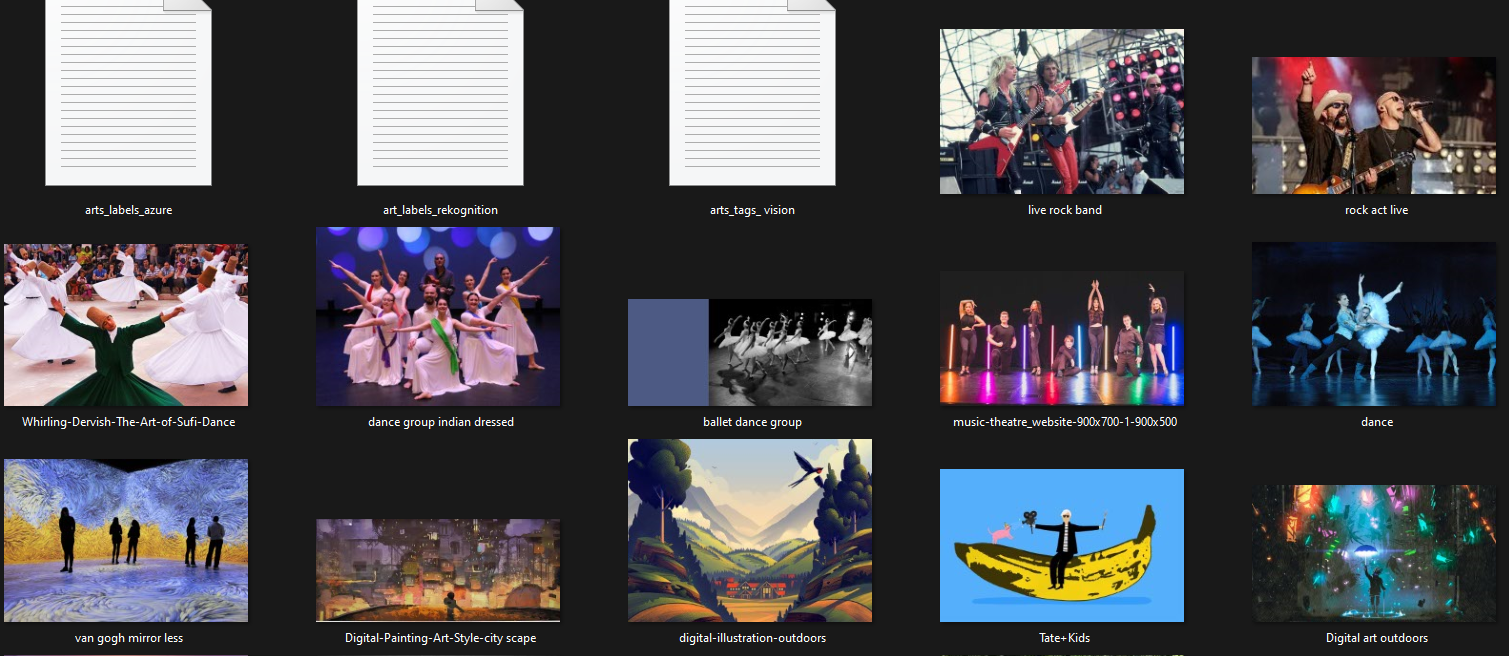 arts_labels_azure
art_labels_rekognition
arts_tags_ vision
live rock band
rock act live
Whirling-Dervish-The-Art-of-Sufi-Dance
dance group indian dressed
ballet dance group
music-theatre_website-900x700-1-900x500
dance
van gogh mirror less
Digital-Painting-Art-Style-city scape
digital-illustration-outdoors
Tate+Kids
Digital art outdoors